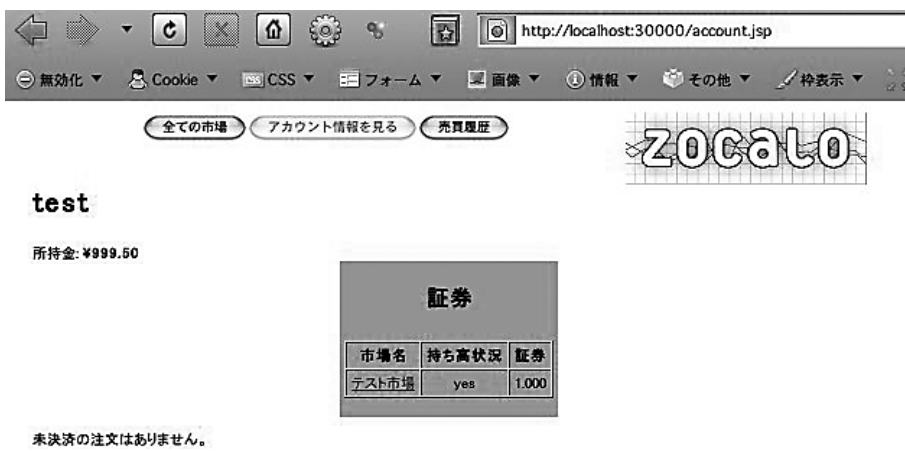 http://localhost:30000/account.jsp
無効化 Cookie CSS フォーム 画像 情報 その他 枠表示
全ての市場 アカウント情報を見る 売買履歴
zocalo
test
所持金: ¥999.50
証券
市場名 持ち高状況 証券
テスト市場 yes 1.000
未決済の注文はありません。